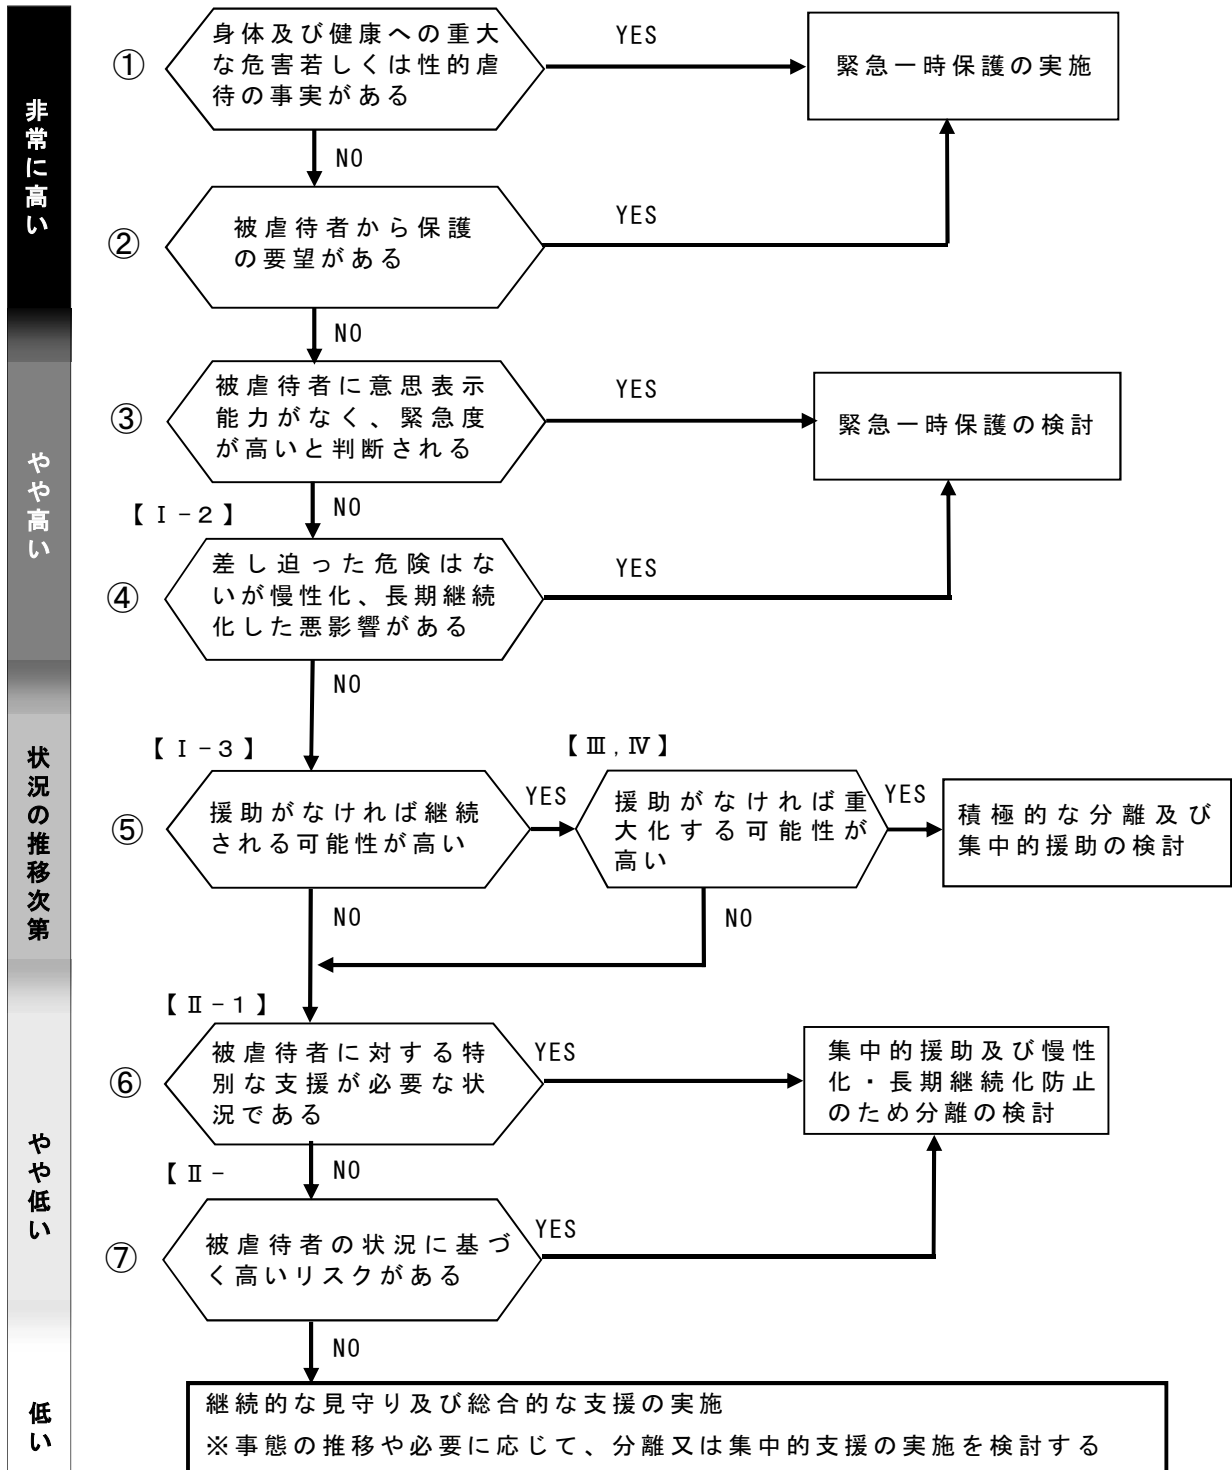 非常に高い
①
身体及び健康への重大
な危害若しくは性的虐
待の事実がある
YES
緊急一時保護の実施
NO
②
被虐待者から保護
の要望がある
YES
NO
やや高い
③
被虐待者に意思表示
能力がなく、緊急度
が高いと判断される
YES
緊急一時保護の検討
NO
【Ⅰ-2】
④
差し迫った危険はな
いが慢性化、長期継続
化した悪影響がある
YES
NO
状況の推移次第
【Ⅰ-3】
⑤
援助がなければ継続
される可能性が高い
YES
【Ⅲ,Ⅳ】
援助がなければ重
大化する可能性が
高い
YES
積極的な分離及び
集中的援助の検討
NO
NO
やや低い
【Ⅱ-1】
⑥
被虐待者に対する特
別な支援が必要な状
況である
YES
集中的援助及び慢性
化・長期継続化防止
のため分離の検討
NO
【Ⅱ-
⑦
被虐待者の状況に基づ
く高いリスクがある
YES
NO
低い
継続的な見守り及び総合的な支援の実施
※事態の推移や必要に応じて、分離又は集中的支援の実施を検討する